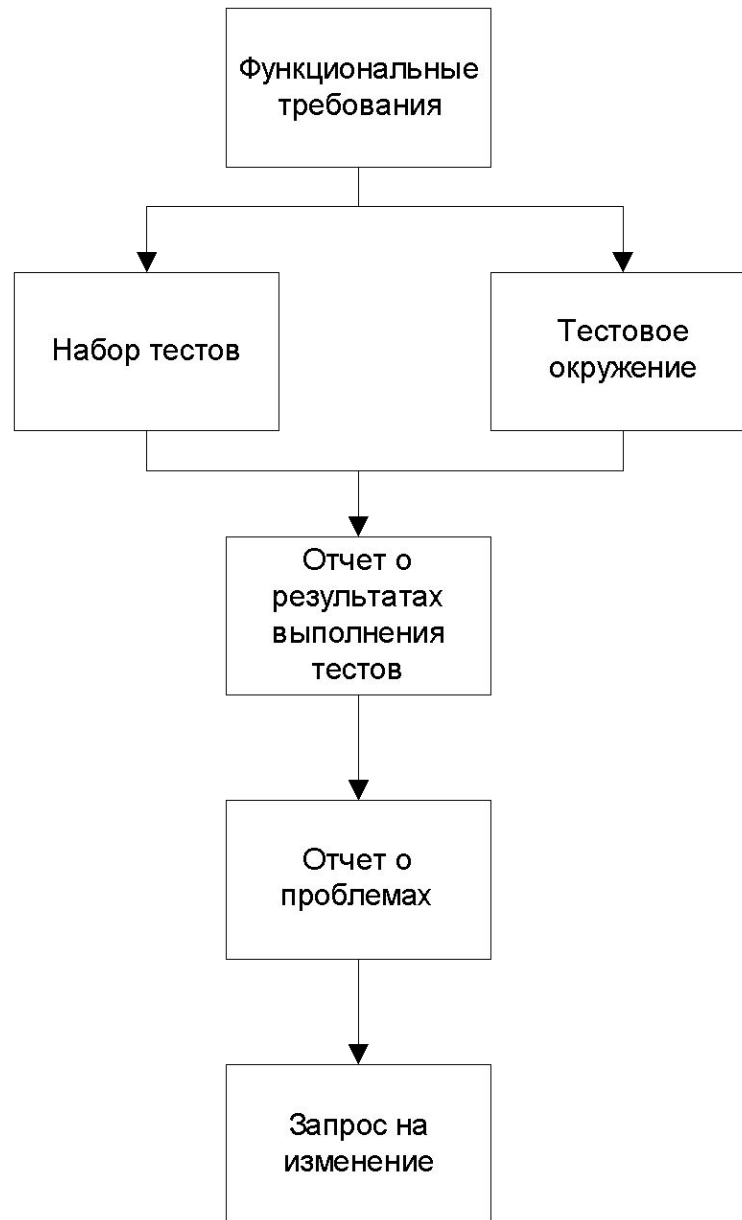 Функциональные
требования
Набор тестов
Тестовое
окружение
Отчет о
результатах
выполнения
тестов
Отчет о
проблемах
Запрос на
изменение